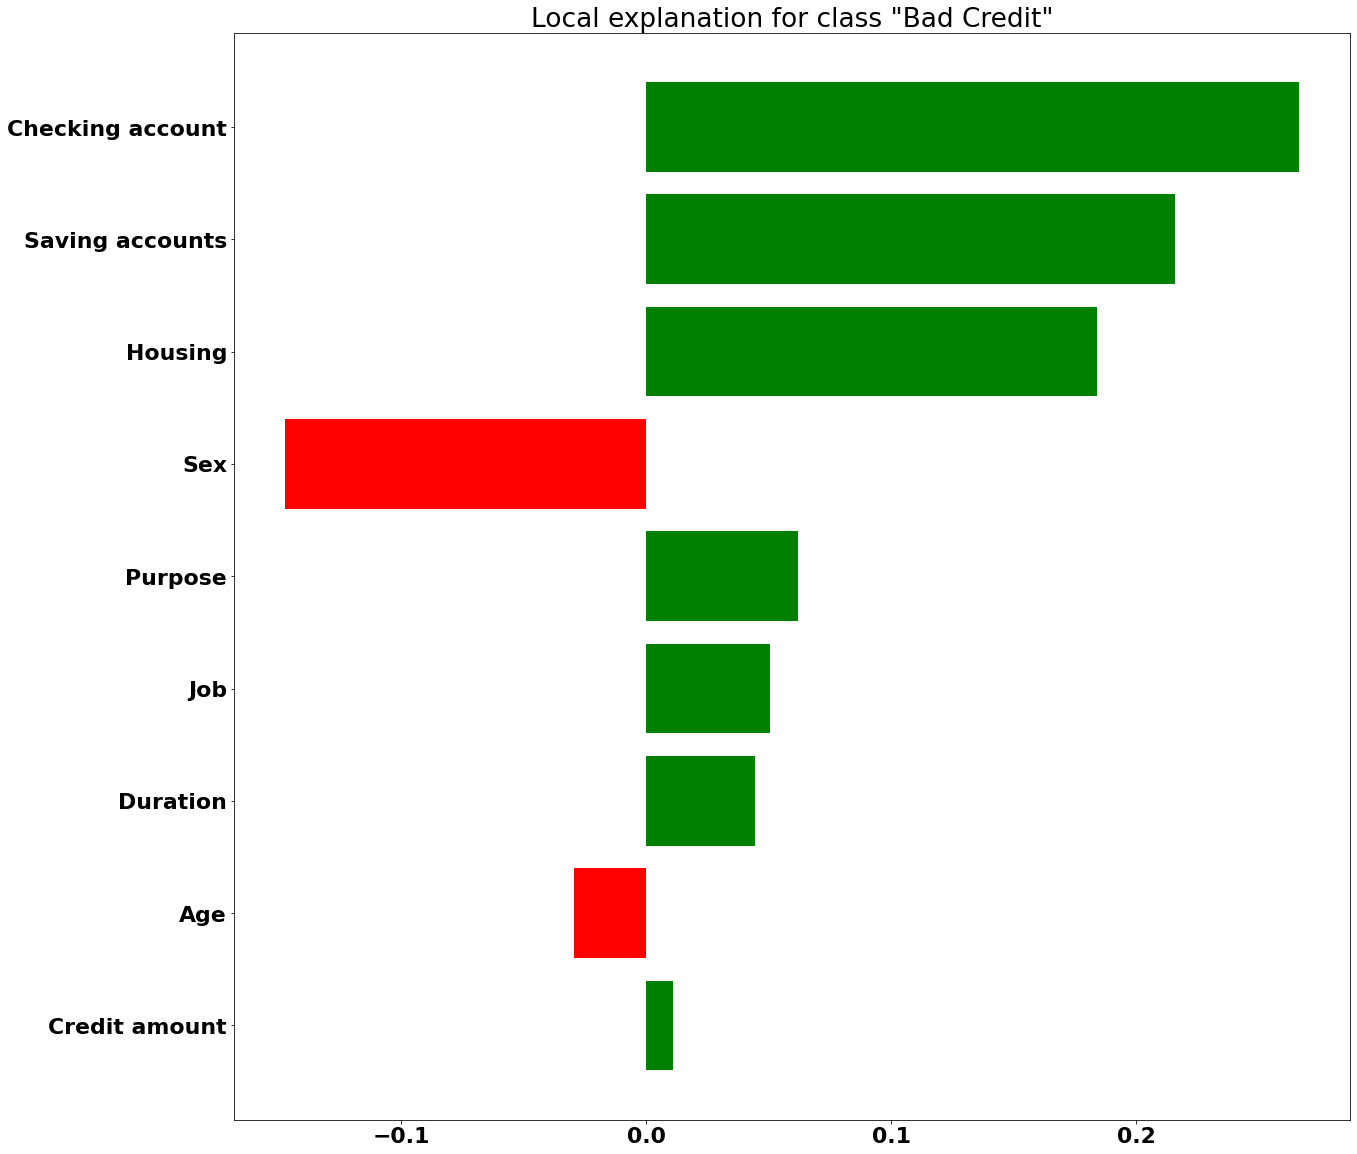 Local explanation for class "Bad Credit"
Checking account
Saving accounts
Housing
Sex
Purpose
Job
Duration
Age
Credit amount
−0.1 0.0 0.1 0.2